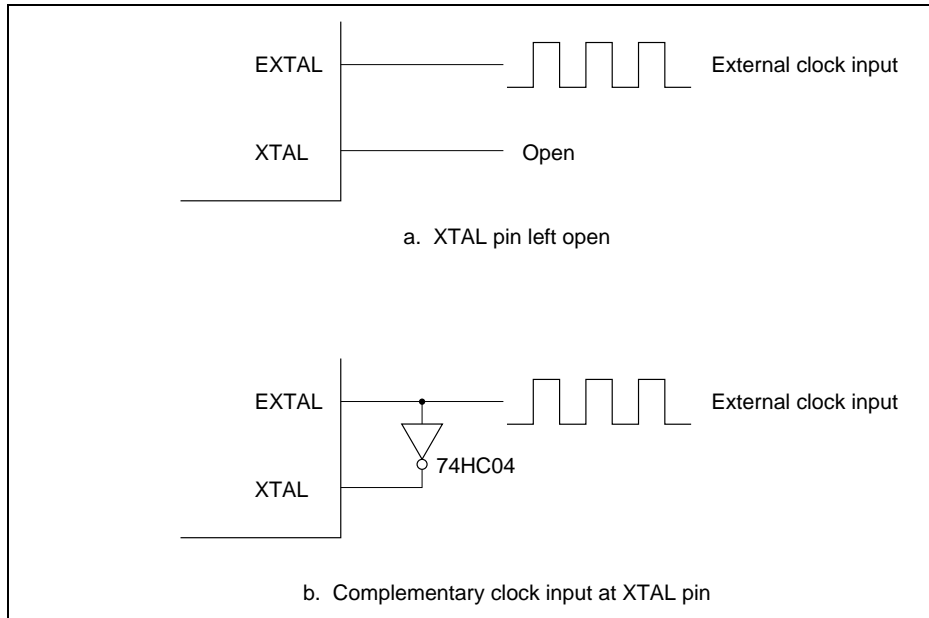 EXTAL External clock input
XTAL Open
a. XTAL pin left open
EXTAL External clock input
74HC04
XTAL
b. Complementary clock input at XTAL pin